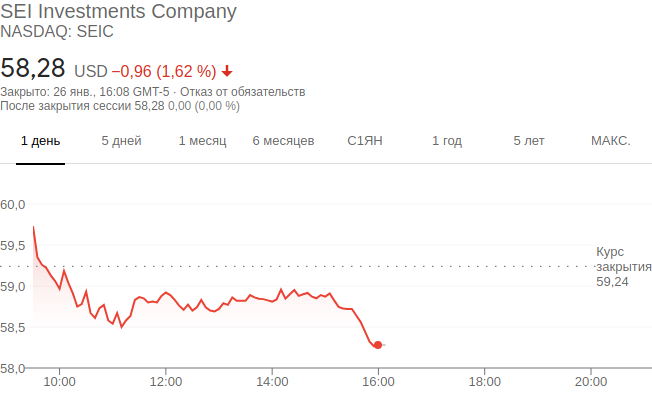 SEI Investments Company
NASDAQ: SEIC
58,28 USD −0,96 (1,62 %)
Закрыто: 26 янв., 16:08 GMT-5 · Отказ от обязательств
После закрытия сессии 58,28 0,00 (0,00 %)
1 день 5 дней 1 месяц 6 месяцев С1ЯН 1 год 5 лет МАКС.
60,0
59,5
Курс
закрытия
59,24
59,0
58,5
58,0
10:00 12:00 14:00 16:00 18:00 20:00